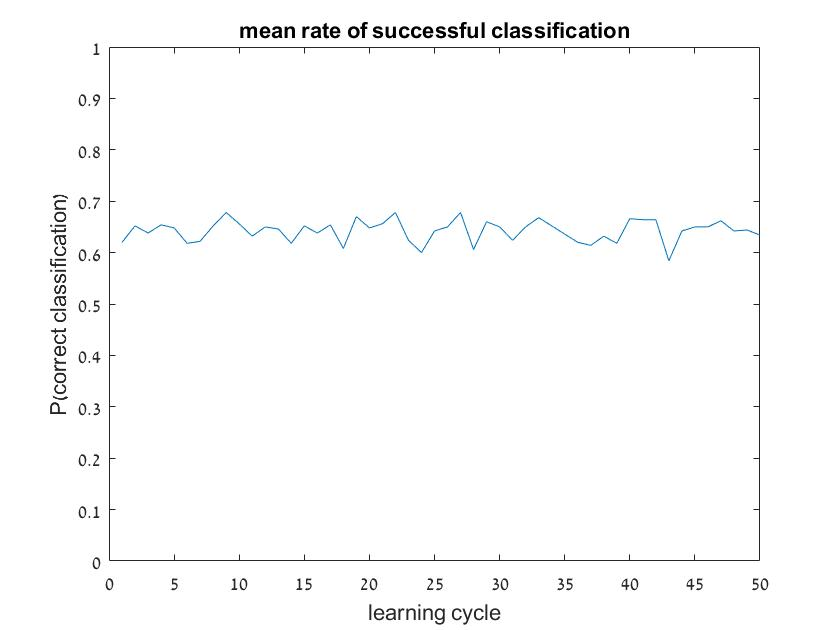 mean rate of successful classification
1
0.9
0.8
0.7
0.6
0.5
0.4
0.3
0.2
0.1
0
P(correct classification)
0 5 10 15 20 25 30 35 40 45 50
learning cycle